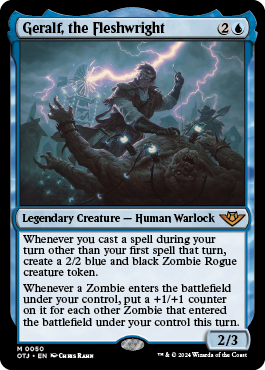 Geralf, the Fleshwright 2
Legendary Creature — Human Warlock
Whenever you cast a spell during your
turn other than your first spell that turn,
create a 2/2 blue and black Zombie Rogue
creature token.
Whenever a Zombie enters the battlefield
under your control, put a +1/+1 counter
on it for each other Zombie that entered
the battlefield under your control this turn.
2/3
M 0050
OTJ • EN Chris Rahn
™ & © 2024 Wizards of the Coast